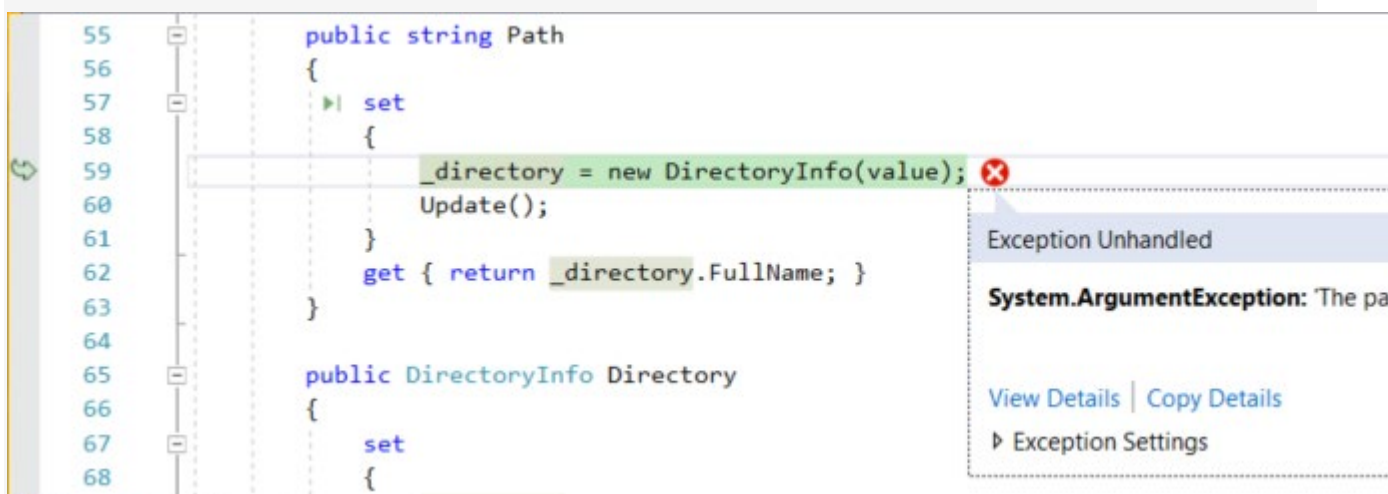 55 public string Path
56 {
57 set
58 {
59 _directory = new DirectoryInfo(value);
60 Update();
61 }
62 get { return _directory.FullName; }
63 }
64
65 public DirectoryInfo Directory
66 {
67 set
68 {
Exception Unhandled
System.ArgumentException: 'The pa
View Details | Copy Details
Exception Settings